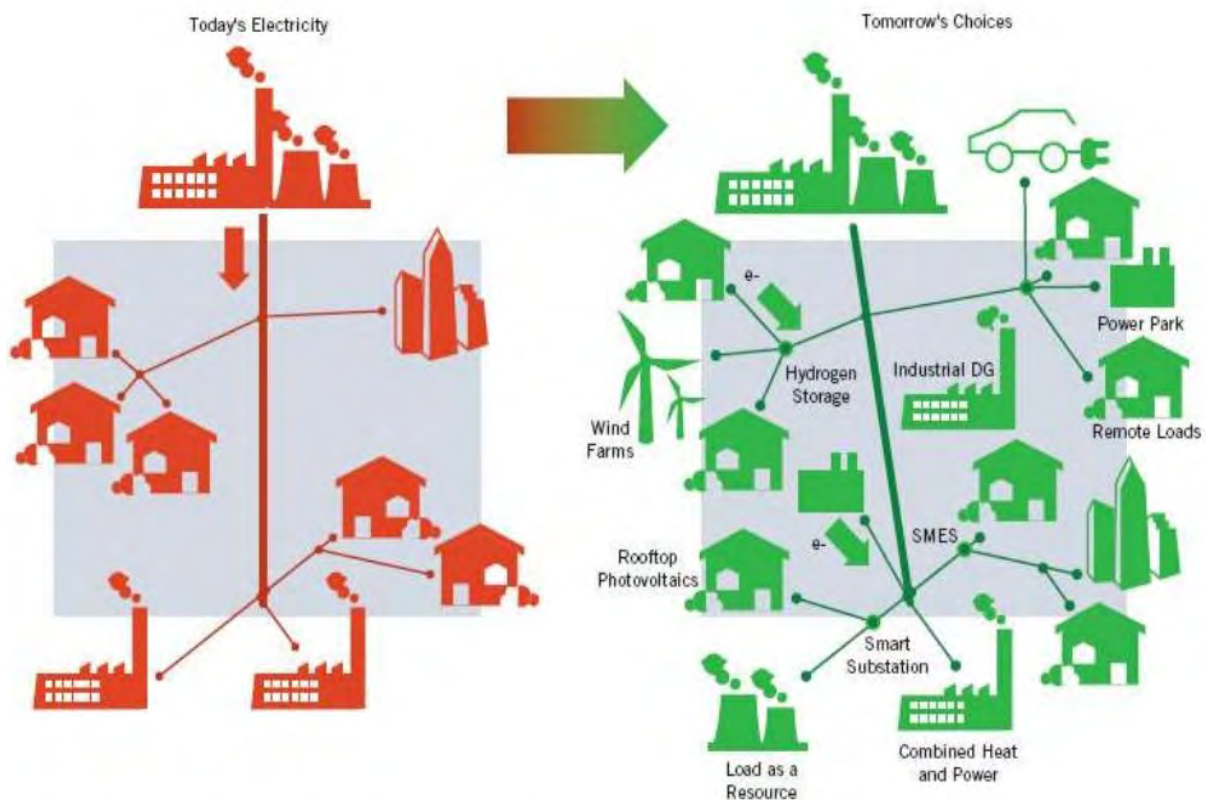 Today's Electricity
Tomorrow's Choices
e-
Power Park
Hydrogen
Storage
Industrial DG
Wind
Farms
Remote Loads
Rooftop
Photovoltaics
e-
SMES
Smart
Substation
Load as a
Resource
Combined Heat
and Power